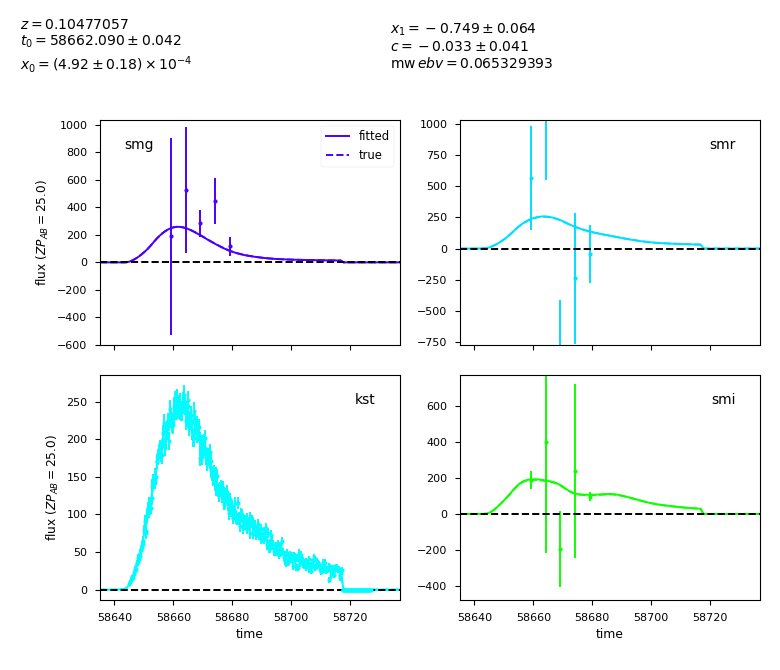 z = 0.10477057
t₀ = 58662.090 ± 0.042
x₀ = (4.92 ± 0.18) × 10⁻⁴
x₁ = −0.749 ± 0.064
c = −0.033 ± 0.041
mw ebv = 0.065329393
smg
fitted
true
1000
800
600
400
200
0
−200
−400
−600
flux (ZP_AB = 25.0)
smr
1000
750
500
250
0
−250
−500
−750
kst
250
200
150
100
50
0
flux (ZP_AB = 25.0)
58640 58660 58680 58700 58720
time
smi
600
400
200
0
−200
−400
58640 58660 58680 58700 58720
time